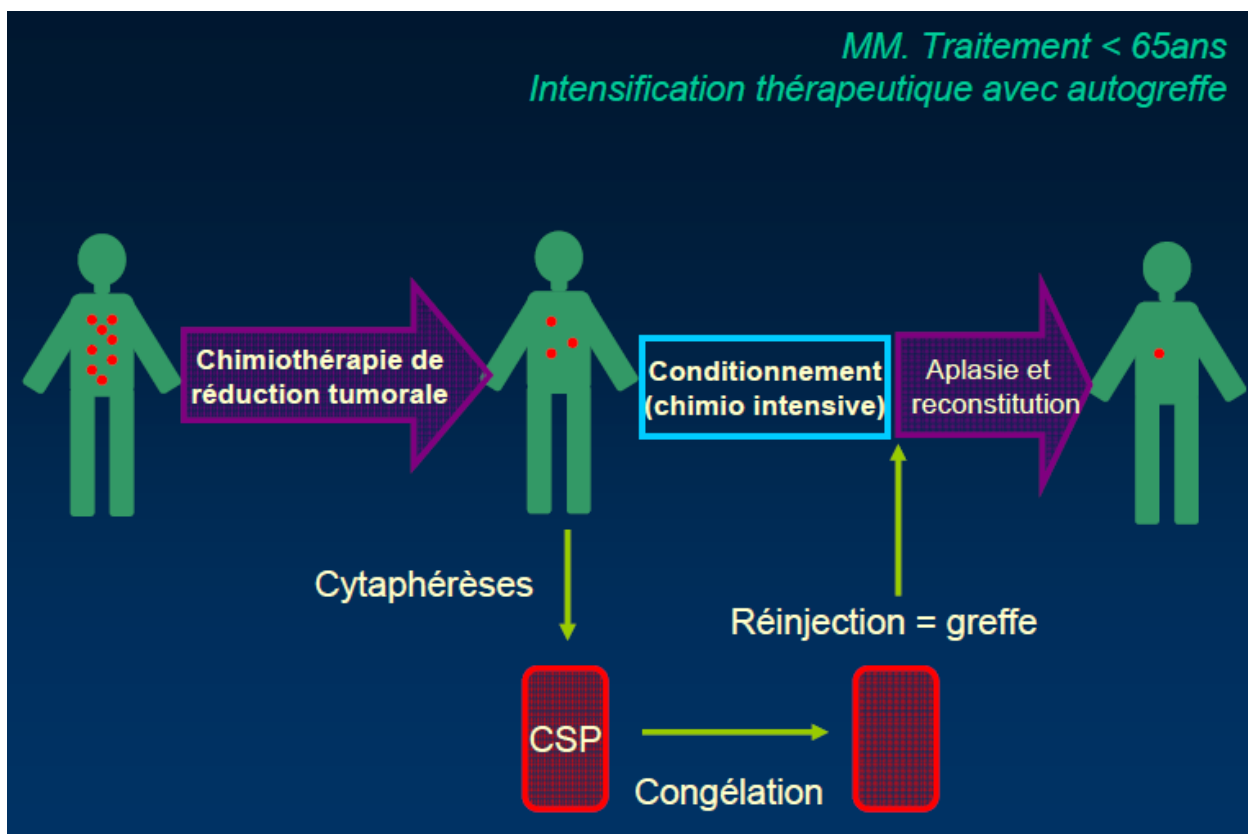 MM. Traitement < 65ans
Intensification thérapeutique avec autogreffe
Chimiothérapie de
réduction tumorale
Conditionnement
(chimio intensive)
Aplasie et
reconstitution
Cytaphérèses
Réinjection = greffe
CSP
Congélation